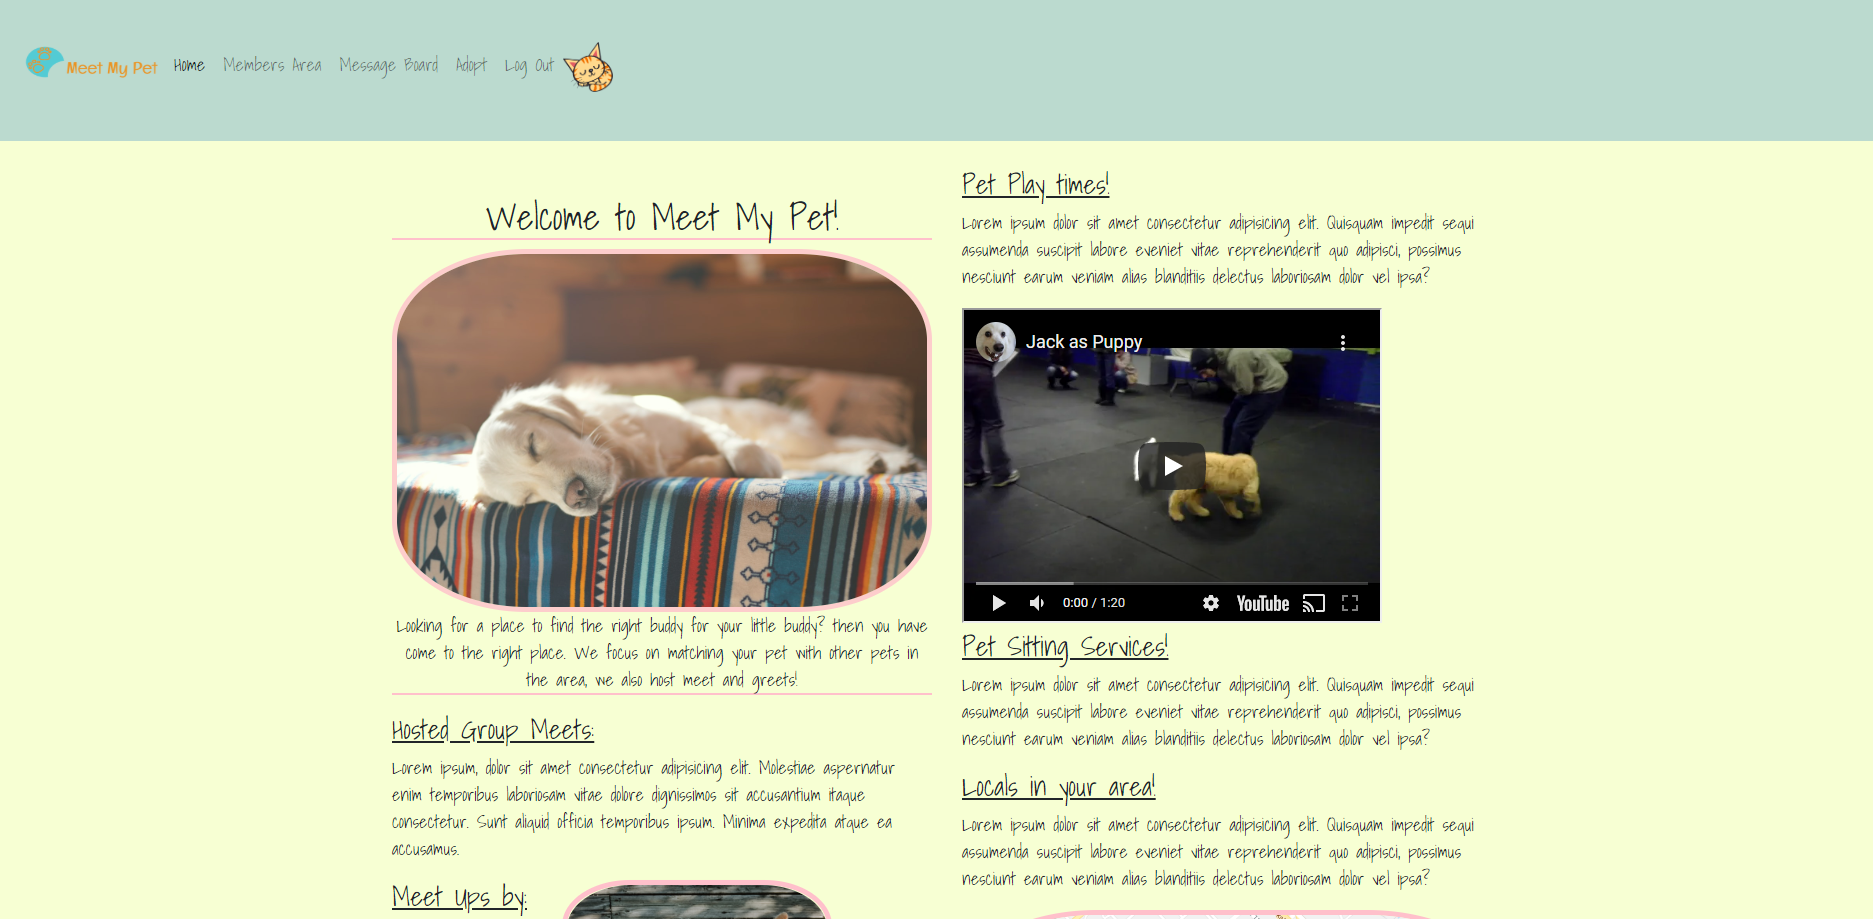 Meet My Pet Home Members Area Message Board Adopt Log Out
Welcome to Meet My Pet!
Looking for a place to find the right buddy for your little buddy? then you have
come to the right place. We focus on matching your pet with other pets in
the area, we also host meet and greets!
Hosted Group Meets:
Lorem ipsum, dolor sit amet consectetur adipisicing elit. Molestiae aspernatur
enim temporibus laboriosam vitae dolore dignissimos sit accusantium itaque
consectetur. Sunt aliquid officia temporibus ipsum. Minima expedita atque ea
accusamus.
Meet Ups by:
Pet Play times!
Lorem ipsum dolor sit amet consectetur adipisicing elit. Quisquam impedit sequi
assumenda suscipit labore eveniet vitae reprehenderit quo adipisci, possimus
nesciunt earum veniam alias blanditiis delectus laboriosam dolor vel ipsa?
Jack as Puppy
0:00 / 1:20
YouTube
Pet Sitting Services!
Lorem ipsum dolor sit amet consectetur adipisicing elit. Quisquam impedit sequi
assumenda suscipit labore eveniet vitae reprehenderit quo adipisci, possimus
nesciunt earum veniam alias blanditiis delectus laboriosam dolor vel ipsa?
Locals in your area!
Lorem ipsum dolor sit amet consectetur adipisicing elit. Quisquam impedit sequi
assumenda suscipit labore eveniet vitae reprehenderit quo adipisci, possimus
nesciunt earum veniam alias blanditiis delectus laboriosam dolor vel ipsa?